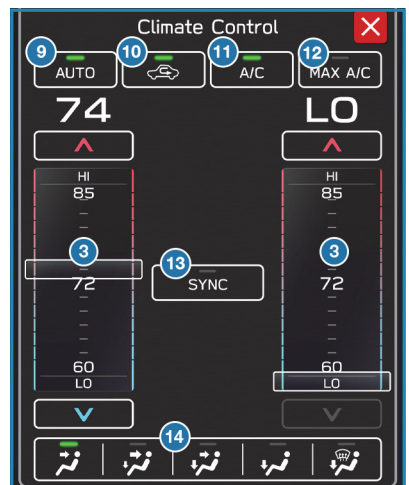 Climate Control
9 10 11 12
AUTO A/C MAX A/C
74 LO
HI HI
85 85
3 3
13
72 SYNC 72
60 60
LO LO
14